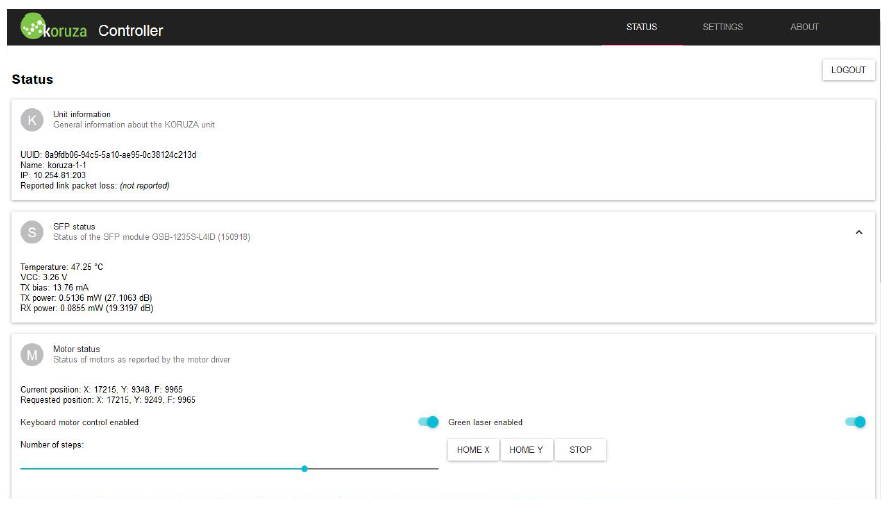 koruza Controller
STATUS
SETTINGS
ABOUT
Status
LOGOUT
K
Unit information
General information about the KORUZA unit
UUID: 8a9fdb06-94c5-5a10-ae95-0c38124c213d
Name: koruza-1-1
IP: 10.254.81.203
Reported link packet loss: (not reported)
S
SFP status
Status of the SFP module GSB-1235S-L4ID (150918)
Temperature: 47.25 °C
VCC: 3.26 V
TX bias: 13.76 mA
TX power: 0.5136 mW (27.1063 dB)
RX power: 0.0855 mW (19.3197 dB)
M
Motor status
Status of motors as reported by the motor driver
Current position: X: 17215, Y: 9348, F: 9965
Requested position: X: 17215, Y: 9249, F: 9965
Keyboard motor control enabled
Green laser enabled
Number of steps:
HOME X
HOME Y
STOP